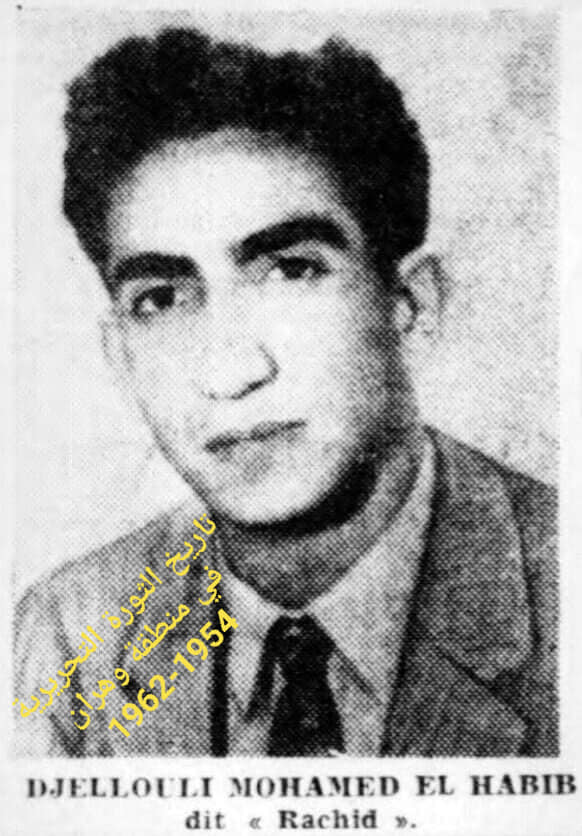 تاريخ الثورة التحريرية
في منطقة وهران
1962-1954
DJELLOULI MOHAMED EL HABIB
dit « Rachid ».